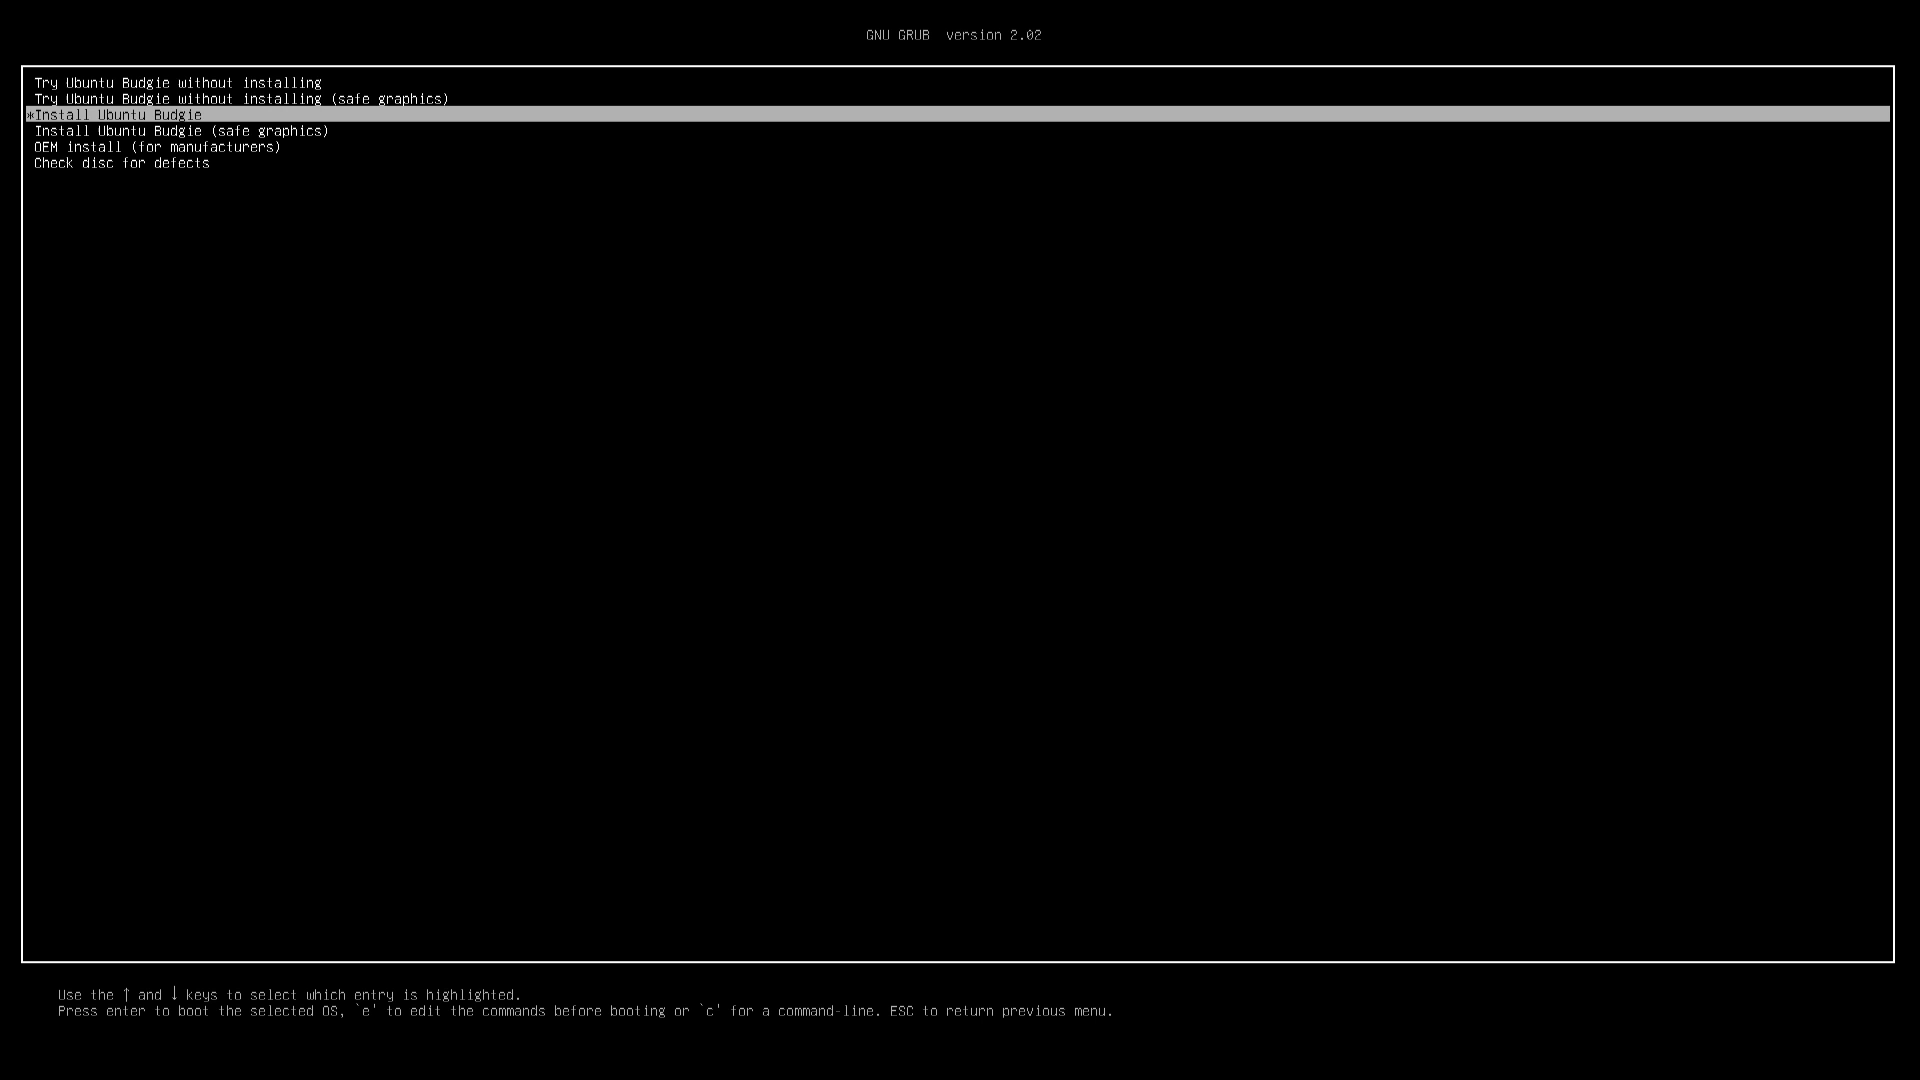 GNU GRUB  version 2.02
Try Ubuntu Budgie without installing
Try Ubuntu Budgie without installing (safe graphics)
*Install Ubuntu Budgie
Install Ubuntu Budgie (safe graphics)
OEM install (for manufacturers)
Check disc for defects
Use the ↑ and ↓ keys to select which entry is highlighted.
Press enter to boot the selected OS, `e' to edit the commands before booting or `c' for a command-line. ESC to return previous menu.